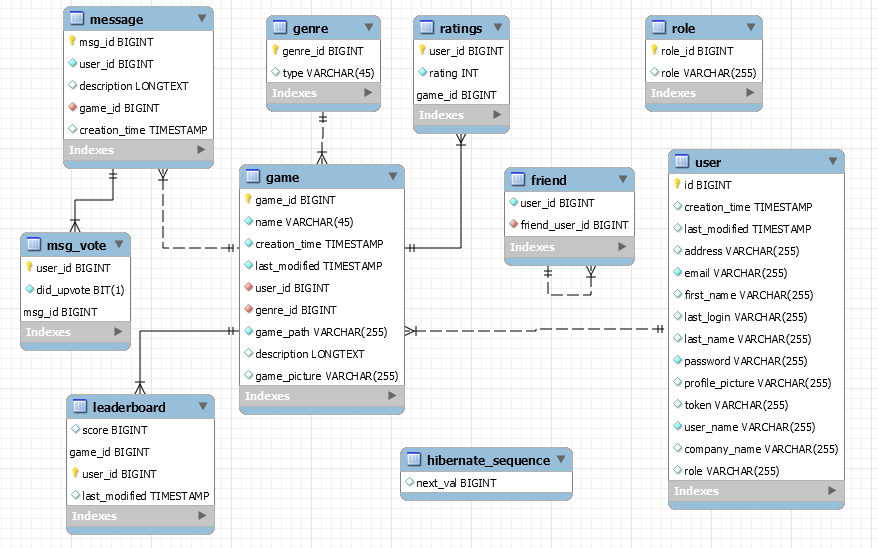 message
msg_id BIGINT
user_id BIGINT
description LONGTEXT
game_id BIGINT
creation_time TIMESTAMP
Indexes
genre
genre_id BIGINT
type VARCHAR(45)
Indexes
ratings
user_id BIGINT
rating INT
game_id BIGINT
Indexes
role
role_id BIGINT
role VARCHAR(255)
Indexes
msg_vote
user_id BIGINT
did_upvote BIT(1)
msg_id BIGINT
Indexes
game
game_id BIGINT
name VARCHAR(45)
creation_time TIMESTAMP
last_modified TIMESTAMP
user_id BIGINT
genre_id BIGINT
game_path VARCHAR(255)
description LONGTEXT
game_picture VARCHAR(255)
Indexes
friend
user_id BIGINT
friend_user_id BIGINT
Indexes
user
id BIGINT
creation_time TIMESTAMP
last_modified TIMESTAMP
address VARCHAR(255)
email VARCHAR(255)
first_name VARCHAR(255)
last_login VARCHAR(255)
last_name VARCHAR(255)
password VARCHAR(255)
profile_picture VARCHAR(255)
token VARCHAR(255)
user_name VARCHAR(255)
company_name VARCHAR(255)
role VARCHAR(255)
Indexes
leaderboard
score BIGINT
game_id BIGINT
user_id BIGINT
last_modified TIMESTAMP
Indexes
hibernate_sequence
next_val BIGINT